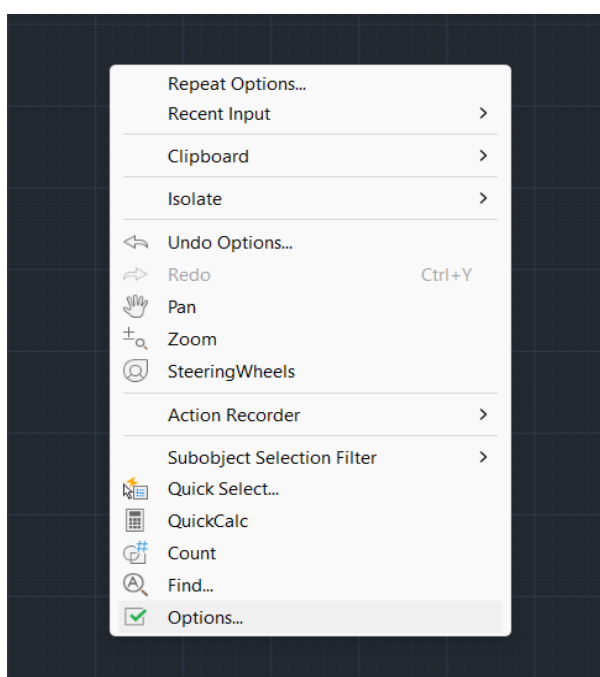 Repeat Options...
Recent Input
Clipboard
Isolate
Undo Options...
Redo Ctrl+Y
Pan
Zoom
SteeringWheels
Action Recorder
Subobject Selection Filter
Quick Select...
QuickCalc
Count
Find...
Options...